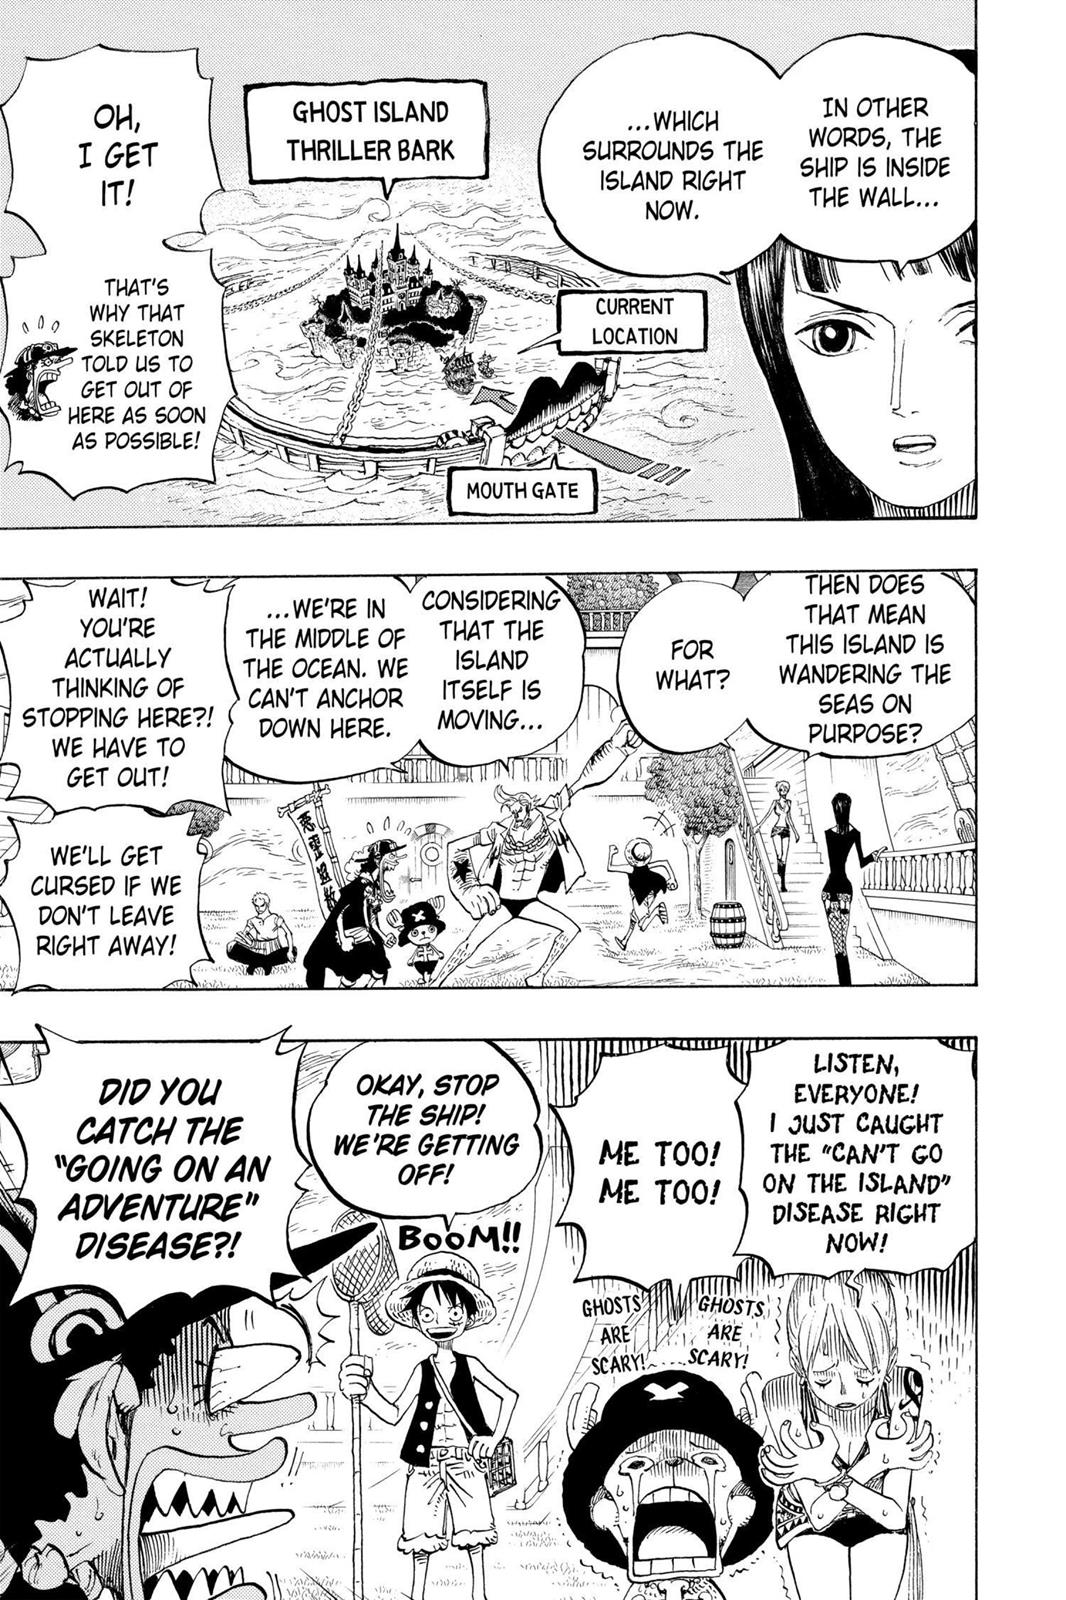 IN OTHER
WORDS, THE
SHIP IS INSIDE
THE WALL...
...WHICH
SURROUNDS THE
ISLAND RIGHT
NOW.
GHOST ISLAND
THRILLER BARK
CURRENT
LOCATION
MOUTH GATE
OH,
I GET
IT!
THAT'S
WHY THAT
SKELETON
TOLD US TO
GET OUT OF
HERE AS SOON
AS POSSIBLE!
THEN DOES
THAT MEAN
THIS ISLAND IS
WANDERING THE
SEAS ON
PURPOSE?
FOR
WHAT?
CONSIDERING
THAT THE
ISLAND
ITSELF IS
MOVING...
...WE'RE IN
THE MIDDLE OF
THE OCEAN. WE
CAN'T ANCHOR
DOWN HERE.
WAIT!
YOU'RE
ACTUALLY
THINKING OF
STOPPING HERE?!
WE HAVE TO
GET OUT!
WE'LL GET
CURSED IF WE
DON'T LEAVE
RIGHT AWAY!
悪霊退散
LISTEN,
EVERYONE!
I JUST CAUGHT
THE "CAN'T GO
ON THE ISLAND"
DISEASE RIGHT
NOW!
ME TOO!
ME TOO!
GHOSTS
ARE
SCARY!
GHOSTS
ARE
SCARY!
OKAY, STOP
THE SHIP!
WE'RE GETTING
OFF!
BOOM!!
DID YOU
CATCH THE
"GOING ON AN
ADVENTURE"
DISEASE?!